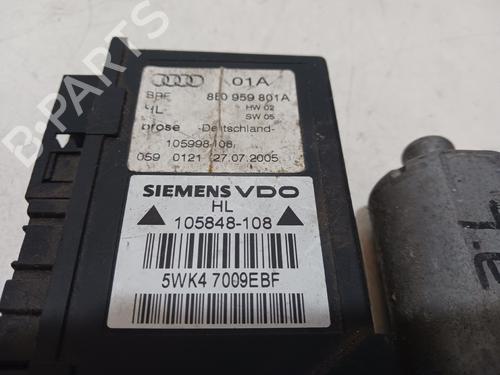 B-PARTS
01A
8E0 959 801A
HL HW 02
SW 05
brose -Deutschland-
105998-108,
059 0121 27.07.2005
SIEMENS VDO
HL
105848-108
5WK4 7009EBF